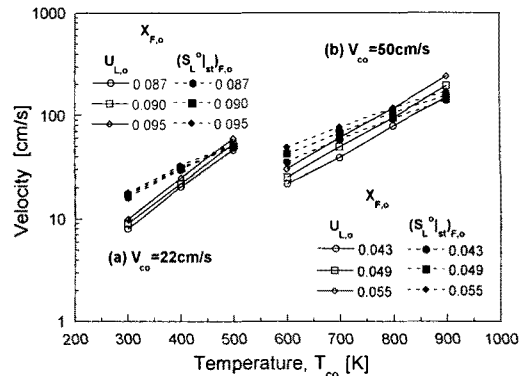 X_F,o
U_L,o (S_L^o|_st)_F,o
0 087 0 087
0 090 0 090
0 095 0 095
(b) V_co=50cm/s
(a) V_co=22cm/s
X_F,o
U_L,o (S_L^o|_st)_F,o
0.043 0.043
0.049 0.049
0.055 0.055
Velocity [cm/s]
1000
100
10
1
200 300 400 500 600 700 800 900 1000
Temperature, T_co [K]